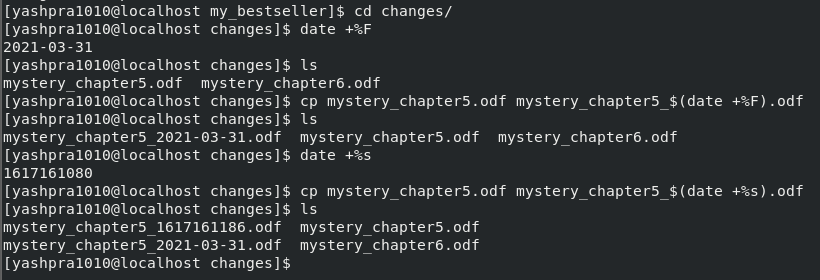 [yashpra1010@localhost my_bestseller]$ cd changes/
[yashpra1010@localhost changes]$ date +%F
2021-03-31
[yashpra1010@localhost changes]$ ls
mystery_chapter5.odf  mystery_chapter6.odf
[yashpra1010@localhost changes]$ cp mystery_chapter5.odf mystery_chapter5_$(date +%F).odf
[yashpra1010@localhost changes]$ ls
mystery_chapter5_2021-03-31.odf  mystery_chapter5.odf  mystery_chapter6.odf
[yashpra1010@localhost changes]$ date +%s
1617161080
[yashpra1010@localhost changes]$ cp mystery_chapter5.odf mystery_chapter5_$(date +%s).odf
[yashpra1010@localhost changes]$ ls
mystery_chapter5_1617161186.odf  mystery_chapter5.odf
mystery_chapter5_2021-03-31.odf  mystery_chapter6.odf
[yashpra1010@localhost changes]$